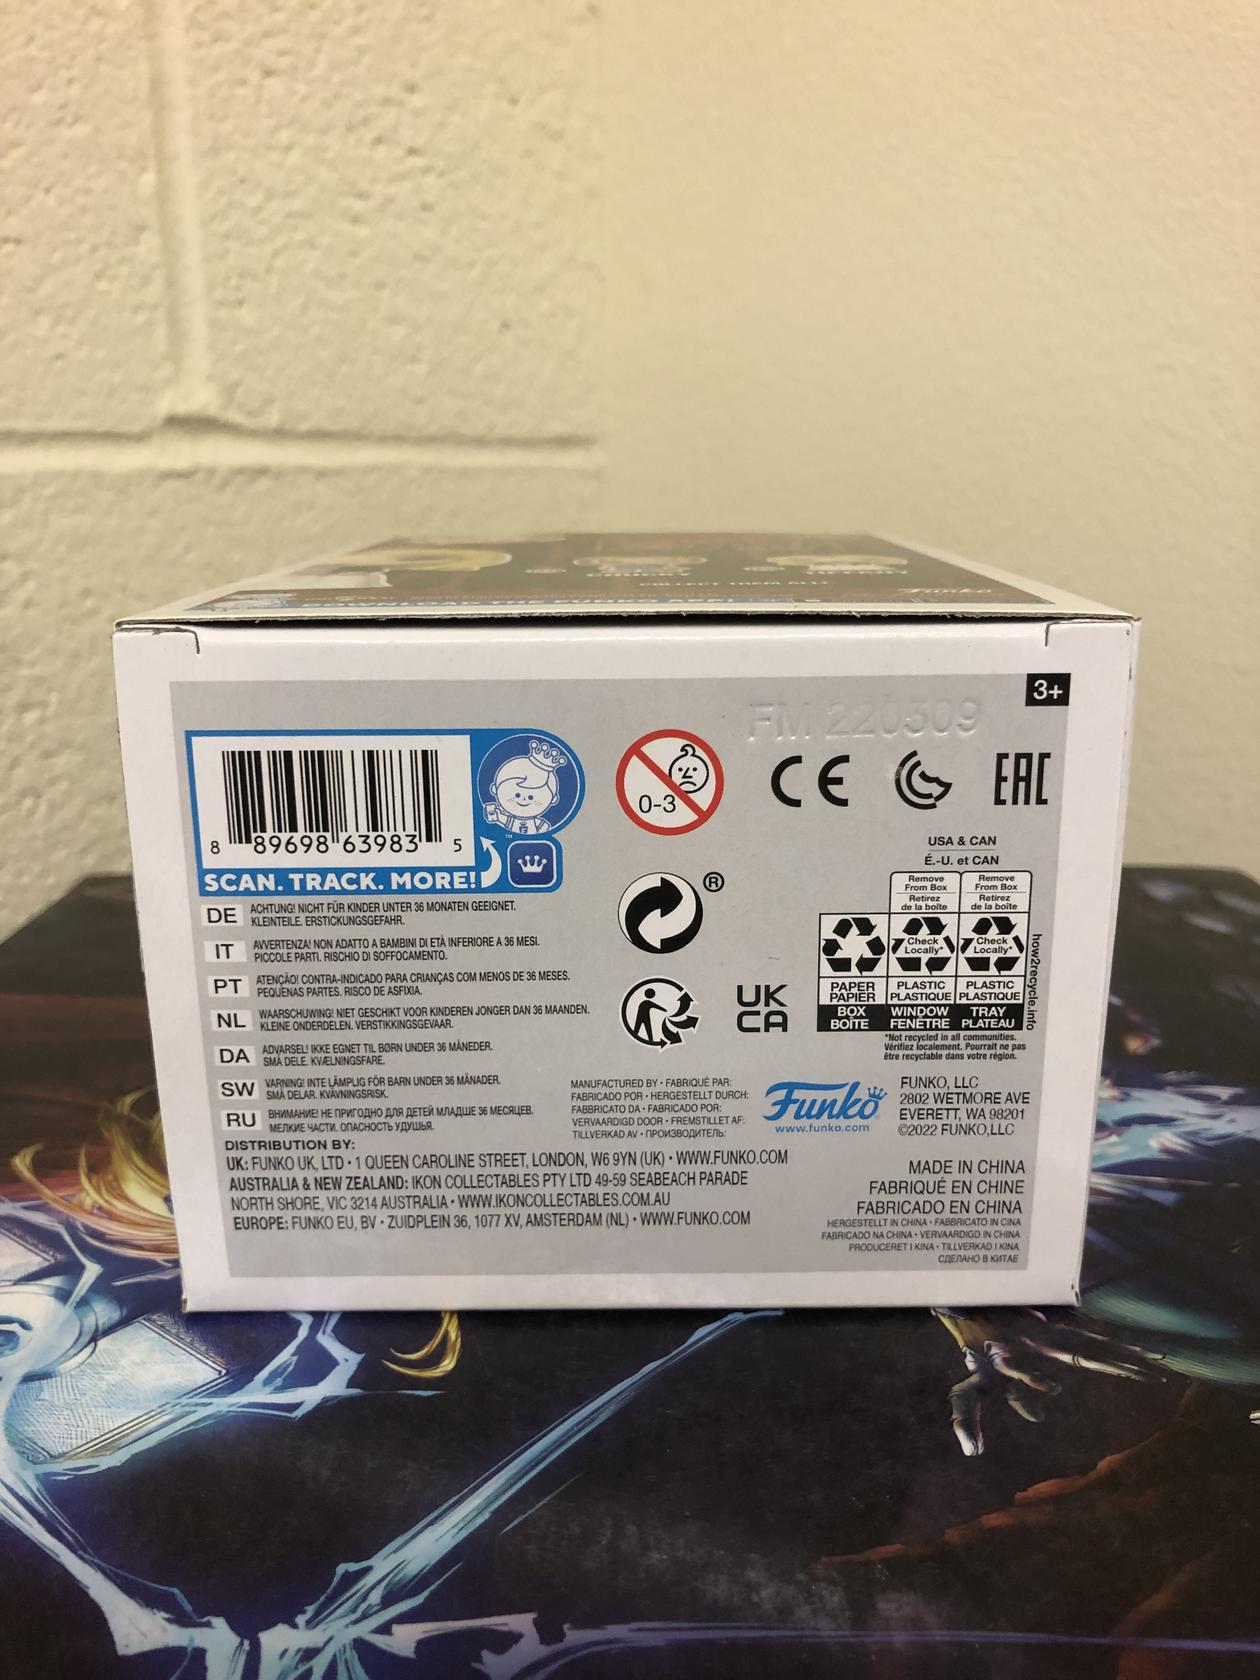 CHUCKY
TIFFANY
COLLECT THEM ALL!
Funko
DOWNLOAD THE FUNKO APP!
3+
FM 220309
8 89698 63983 5
™
SCAN. TRACK. MORE!
0-3
CE
EAC
USA & CAN
É.-U. et CAN
Remove From Box
Retirez de la boîte
Remove From Box
Retirez de la boîte
Check Locally*
Check Locally*
PAPER
PAPIER
PLASTIC
PLASTIQUE
PLASTIC
PLASTIQUE
BOX
BOÎTE
WINDOW
FENÊTRE
TRAY
PLATEAU
how2recycle.info
*Not recycled in all communities.
Vérifiez localement. Pourrait ne pas
être recyclable dans votre région.
®
UK
CA
DE ACHTUNG! NICHT FÜR KINDER UNTER 36 MONATEN GEEIGNET.
KLEINTEILE. ERSTICKUNGSGEFAHR.
IT AVVERTENZA! NON ADATTO A BAMBINI DI ETÀ INFERIORE A 36 MESI.
PICCOLE PARTI. RISCHIO DI SOFFOCAMENTO.
PT ATENÇÃO! CONTRA-INDICADO PARA CRIANÇAS COM MENOS DE 36 MESES.
PEQUENAS PARTES. RISCO DE ASFIXIA.
NL WAARSCHUWING! NIET GESCHIKT VOOR KINDEREN JONGER DAN 36 MAANDEN.
KLEINE ONDERDELEN. VERSTIKKINGSGEVAAR.
DA ADVARSEL! IKKE EGNET TIL BØRN UNDER 36 MÅNEDER.
SMÅ DELE. KVÆLNINGSFARE.
SW VARNING! INTE LÄMPLIG FÖR BARN UNDER 36 MÅNADER.
SMÅ DELAR. KVÄVNINGSRISK.
RU ВНИМАНИЕ! НЕ ПРИГОДНО ДЛЯ ДЕТЕЙ МЛАДШЕ 36 МЕСЯЦЕВ.
МЕЛКИЕ ЧАСТИ. ОПАСНОСТЬ УДУШЬЯ.
MANUFACTURED BY • FABRIQUÉ PAR:
FABRICADO POR • HERGESTELLT DURCH:
FABBRICATO DA • FABRICADO POR:
VERVAARDIGD DOOR • FREMSTILLET AF:
TILLVERKAD AV • ПРОИЗВОДИТЕЛЬ:
Funko
www.funko.com
FUNKO, LLC
2802 WETMORE AVE
EVERETT, WA 98201
©2022 FUNKO,LLC
DISTRIBUTION BY:
UK: FUNKO UK, LTD • 1 QUEEN CAROLINE STREET, LONDON, W6 9YN (UK) • WWW.FUNKO.COM
AUSTRALIA & NEW ZEALAND: IKON COLLECTABLES PTY LTD 49-59 SEABEACH PARADE
NORTH SHORE, VIC 3214 AUSTRALIA • WWW.IKONCOLLECTABLES.COM.AU
EUROPE: FUNKO EU, BV • ZUIDPLEIN 36, 1077 XV, AMSTERDAM (NL) • WWW.FUNKO.COM
MADE IN CHINA
FABRIQUÉ EN CHINE
FABRICADO EN CHINA
HERGESTELLT IN CHINA • FABBRICATO IN CINA
FABRICADO NA CHINA • VERVAARDIGD IN CHINA
PRODUCERET I KINA • TILLVERKAD I KINA
СДЕЛАНО В КИТАЕ